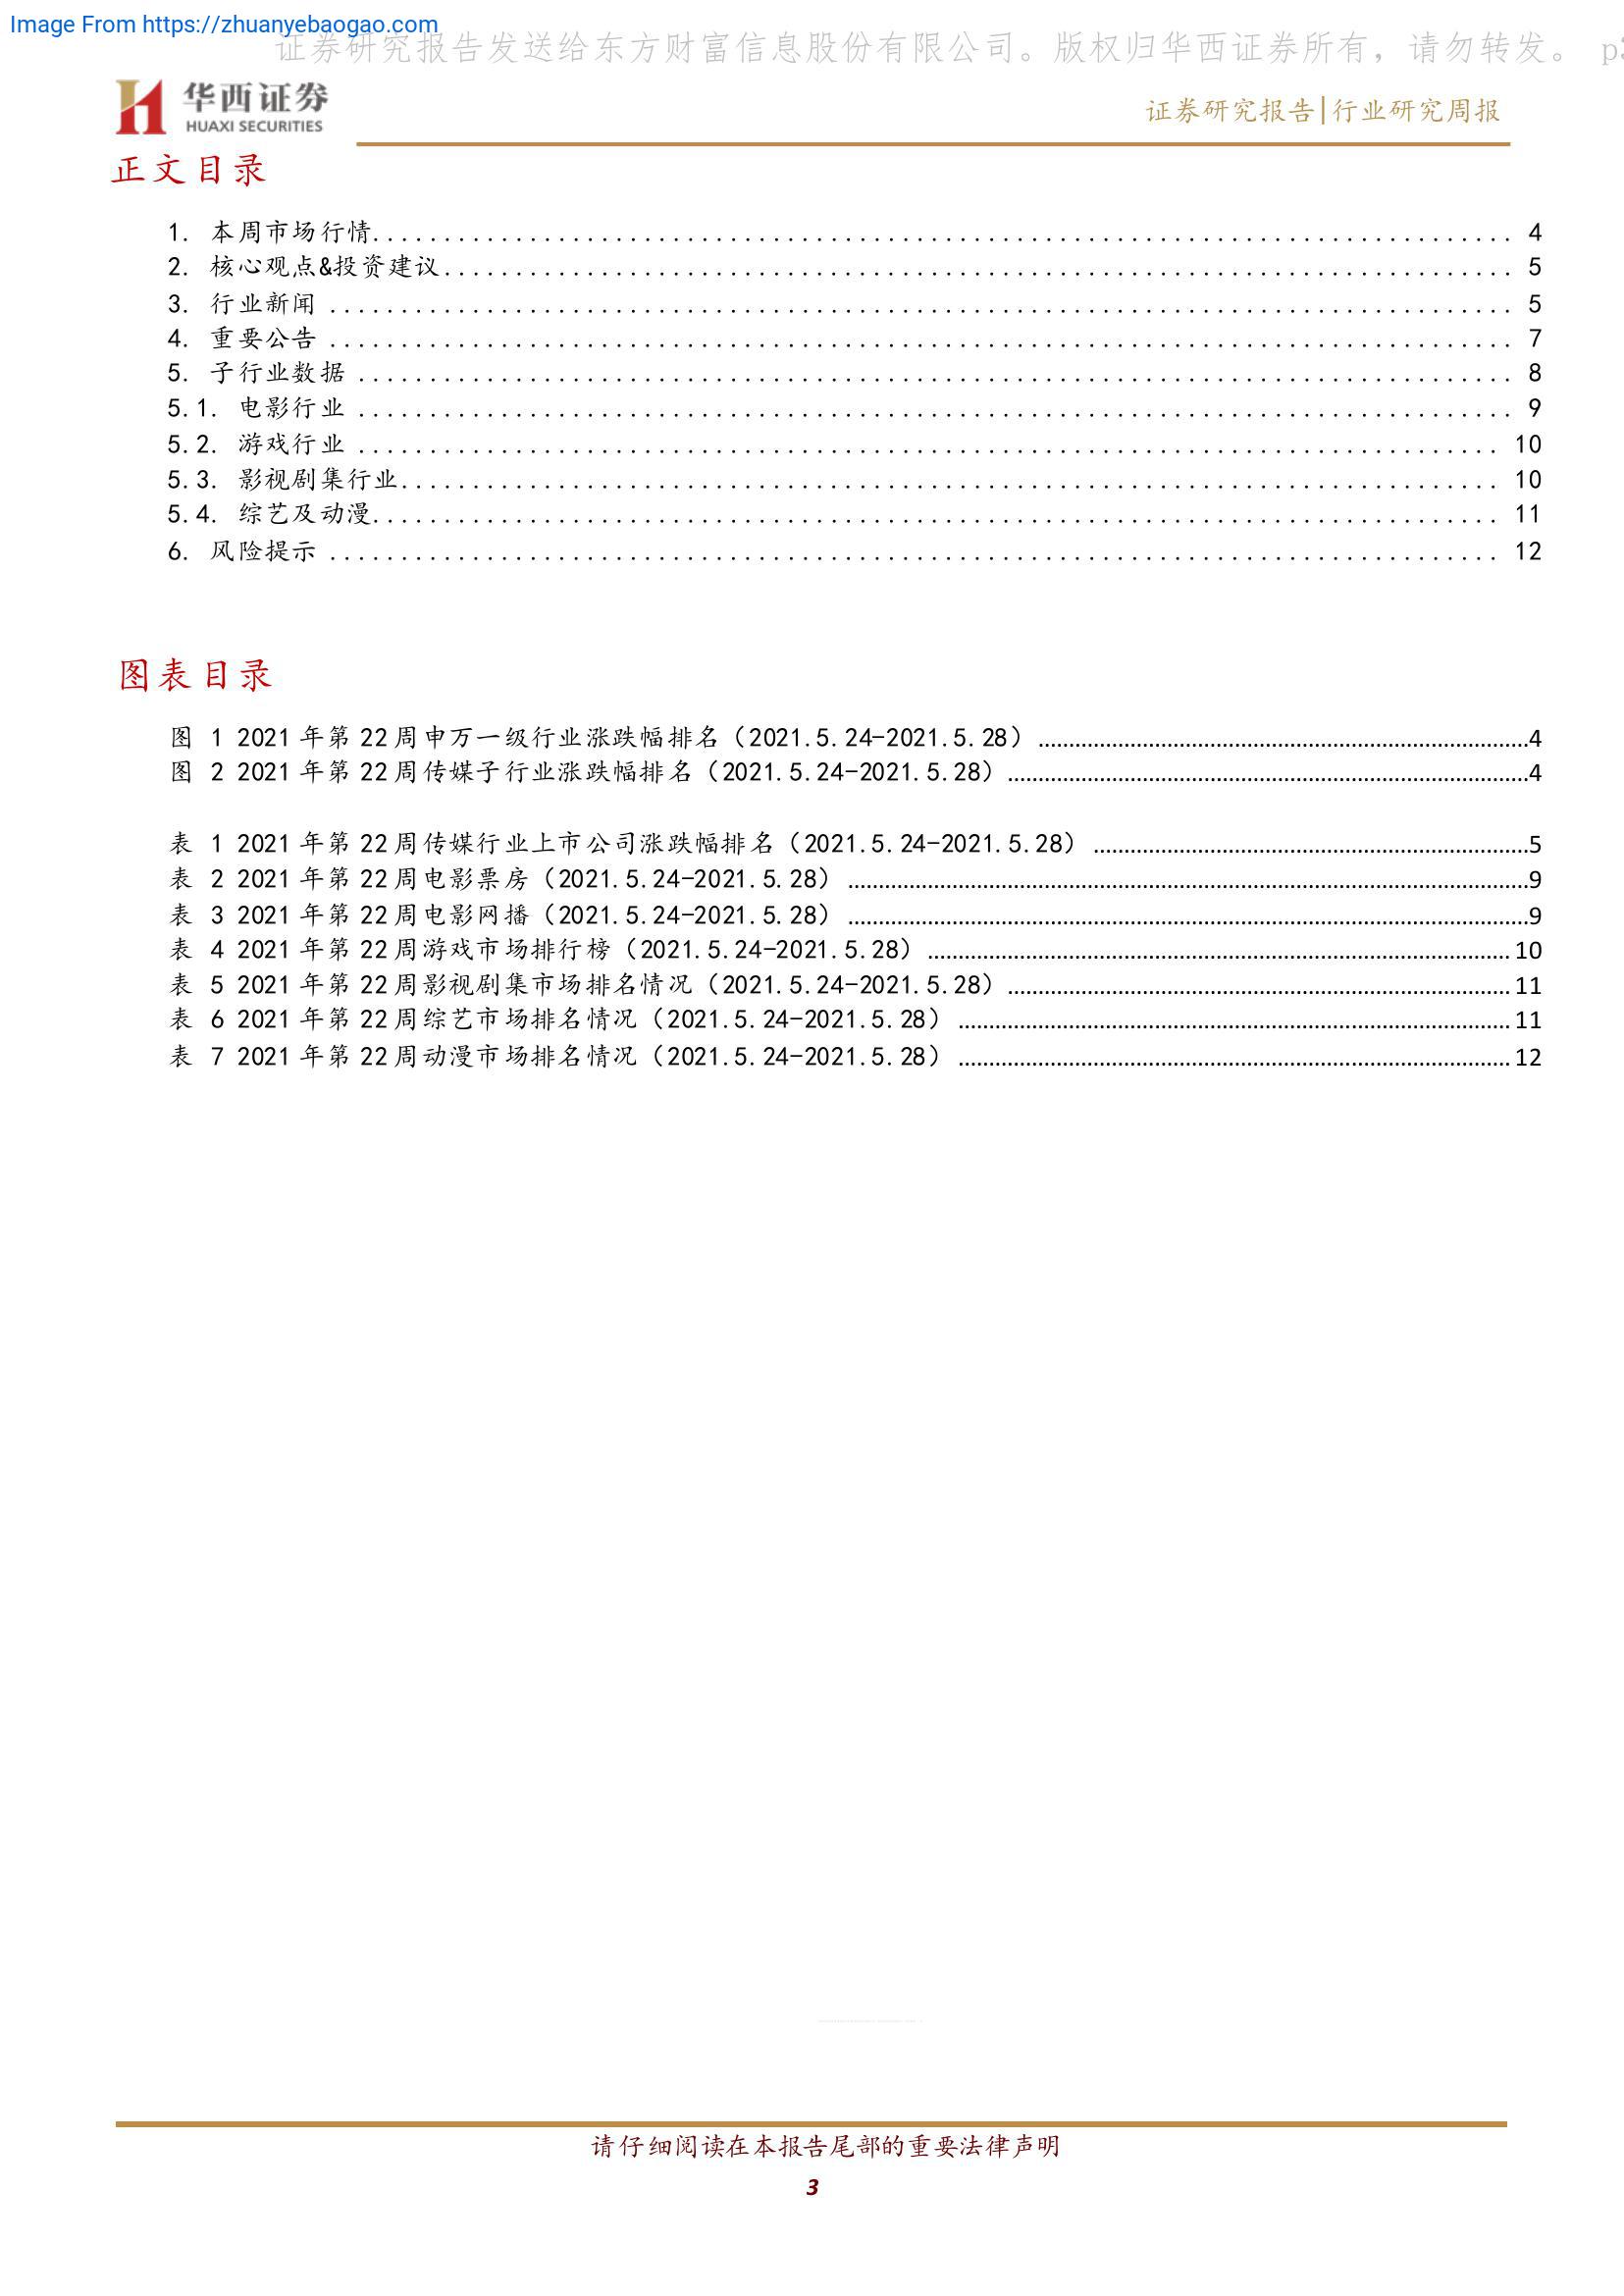 Image From https://zhuanyebaogao.com
证券研究报告发送给东方财富信息股份有限公司。版权归华西证券所有，请勿转发。 p3
华西证券
HUAXI SECURITIES
证券研究报告|行业研究周报
正文目录
1. 本周市场行情................................................................................ 4
2. 核心观点&投资建议........................................................................... 5
3. 行业新闻 ................................................................................... 5
4. 重要公告 ................................................................................... 7
5. 子行业数据 ................................................................................. 8
5.1. 电影行业 ................................................................................. 9
5.2. 游戏行业 ................................................................................ 10
5.3. 影视剧集行业............................................................................. 10
5.4. 综艺及动漫............................................................................... 11
6. 风险提示 .................................................................................. 12
图表目录
图 1 2021 年第 22 周申万一级行业涨跌幅排名（2021.5.24-2021.5.28） ................................................................................4
图 2 2021 年第 22 周传媒子行业涨跌幅排名（2021.5.24-2021.5.28） .....................................................................................4
表 1 2021 年第 22 周传媒行业上市公司涨跌幅排名（2021.5.24-2021.5.28） .......................................................................5
表 2 2021 年第 22 周电影票房（2021.5.24-2021.5.28） ...............................................................................................................9
表 3 2021 年第 22 周电影网播（2021.5.24-2021.5.28） ...............................................................................................................9
表 4 2021 年第 22 周游戏市场排行榜（2021.5.24-2021.5.28） ............................................................................................... 10
表 5 2021 年第 22 周影视剧集市场排名情况（2021.5.24-2021.5.28） .................................................................................. 11
表 6 2021 年第 22 周综艺市场排名情况（2021.5.24-2021.5.28） .......................................................................................... 11
表 7 2021 年第 22 周动漫市场排名情况（2021.5.24-2021.5.28） .......................................................................................... 12
请仔细阅读在本报告尾部的重要法律声明
3